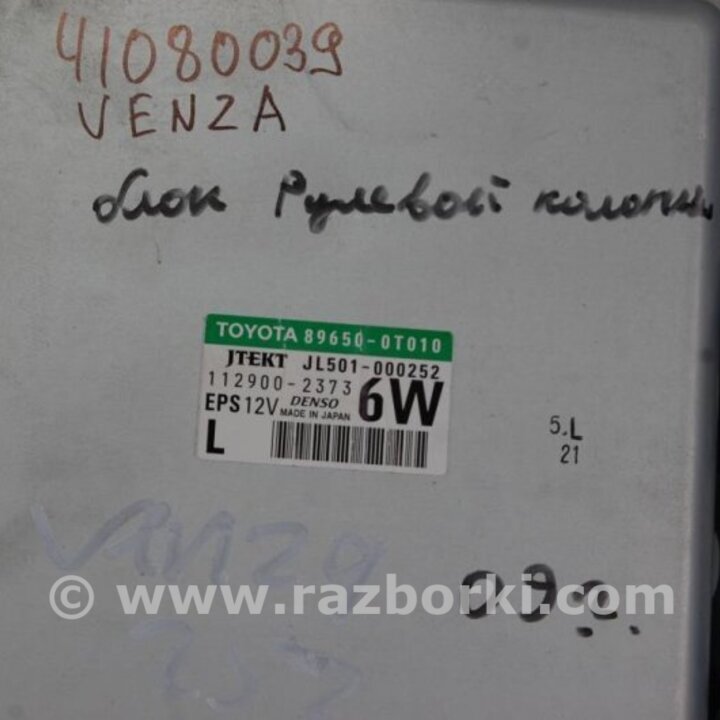 41080039
VENZA
блок Рулевой колонки
TOYOTA 89650-0T010
JTEKT JL501-000252
112900-2373
EPS 12V DENSO MADE IN JAPAN 6W
L
5.L
21
© www.razborki.com